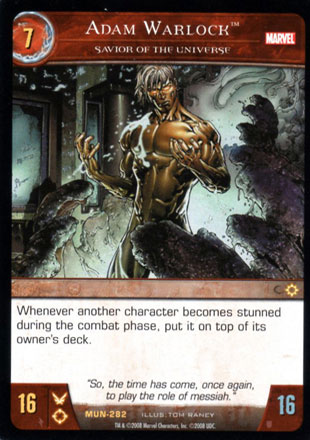 7
ADAM WARLOCK™
SAVIOR OF THE UNIVERSE
MARVEL
C
Whenever another character becomes stunned
during the combat phase, put it on top of its
owner's deck.
"So, the time has come, once again,
to play the role of messiah."
16
MUN-282
ILLUS: TOM RANEY
16
TM & ©2008 Marvel Characters, Inc. ©2008 UDC.